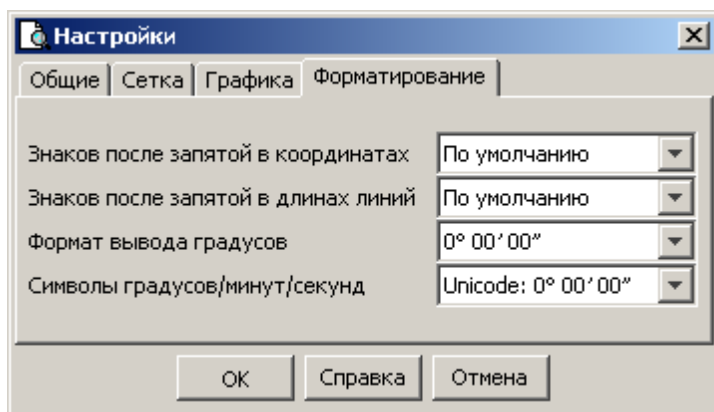 Настройки
Общие Сетка Графика Форматирование
Знаков после запятой в координатах По умолчанию
Знаков после запятой в длинах линий По умолчанию
Формат вывода градусов 0° 00′00″
Символы градусов/минут/секунд Unicode: 0° 00′00″
OK Справка Отмена